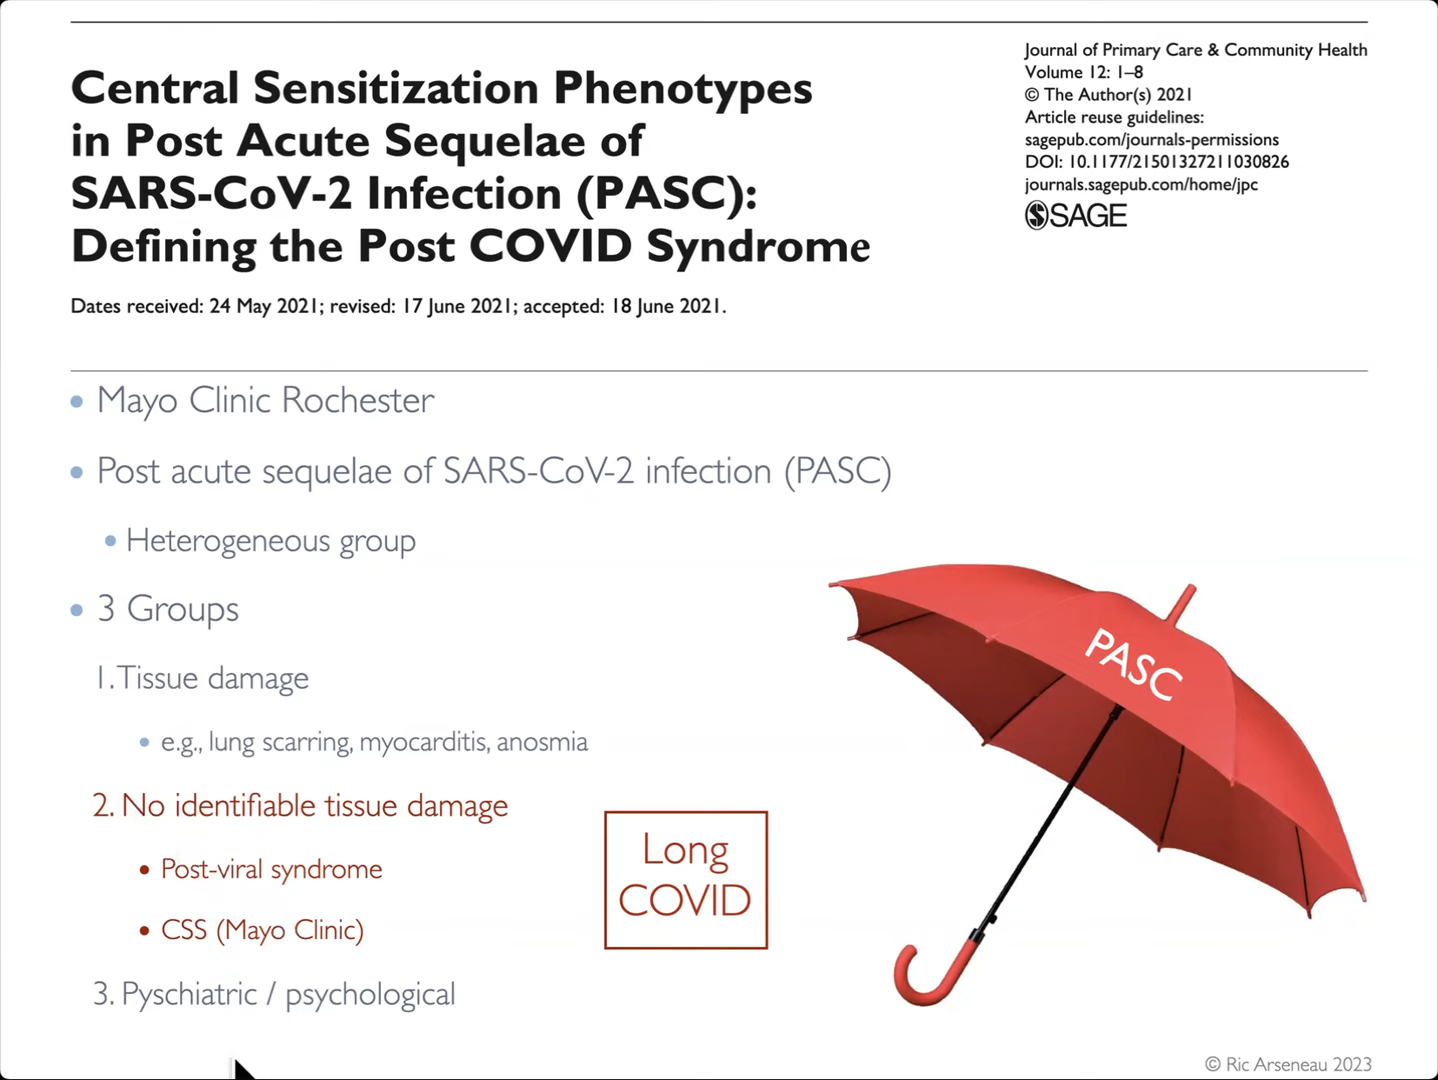 Central Sensitization Phenotypes
in Post Acute Sequelae of
SARS-CoV-2 Infection (PASC):
Defining the Post COVID Syndrome
Journal of Primary Care & Community Health
Volume 12: 1–8
© The Author(s) 2021
Article reuse guidelines:
sagepub.com/journals-permissions
DOI: 10.1177/21501327211030826
journals.sagepub.com/home/jpc
SAGE
Dates received: 24 May 2021; revised: 17 June 2021; accepted: 18 June 2021.
• Mayo Clinic Rochester
• Post acute sequelae of SARS-CoV-2 infection (PASC)
• Heterogeneous group
• 3 Groups
1. Tissue damage
• e.g., lung scarring, myocarditis, anosmia
2. No identifiable tissue damage
• Post-viral syndrome
• CSS (Mayo Clinic)
3. Pyschiatric / psychological
Long
COVID
PASC
© Ric Arseneau 2023